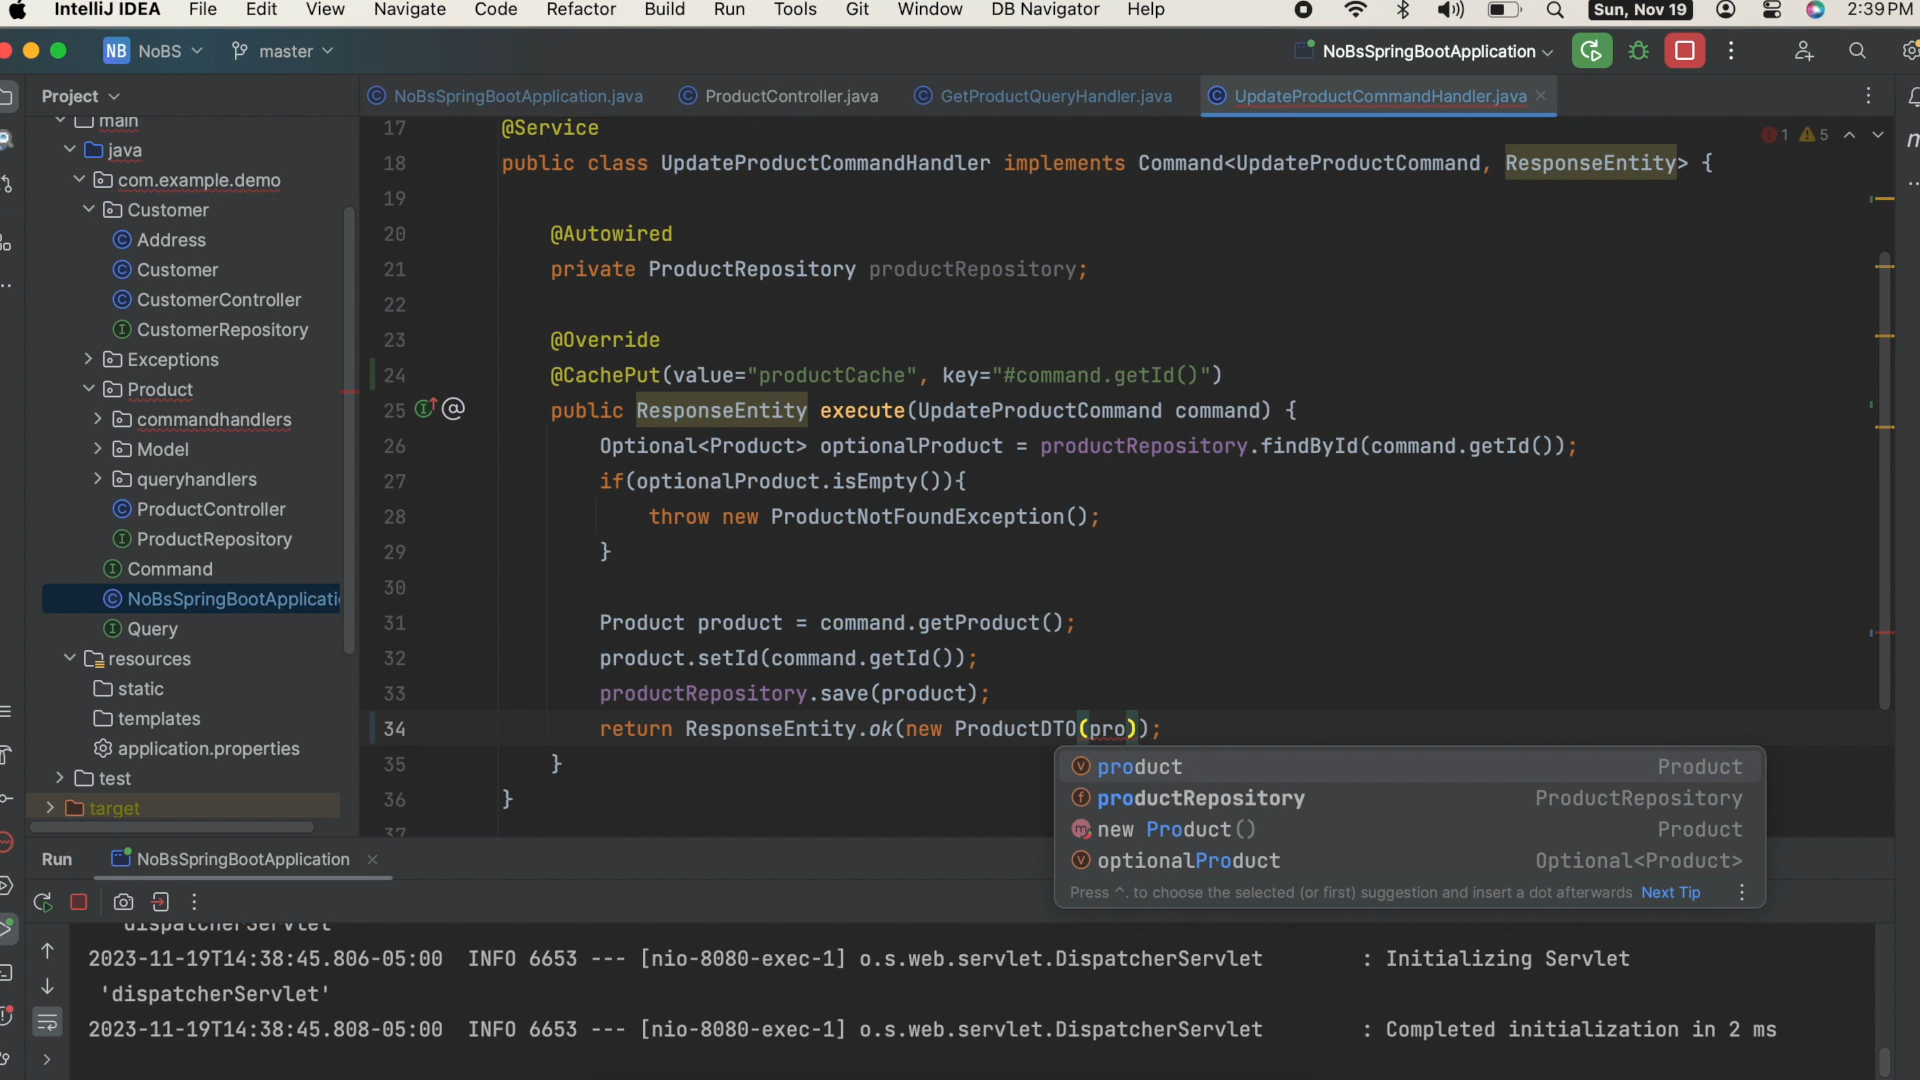 IntelliJ IDEA File Edit View Navigate Code Refactor Build Run Tools Git Window DB Navigator Help Sun, Nov 19 2:39 PM
NB NoBS master NoBsSpringBootApplication
Project
NoBsSpringBootApplication.java ProductController.java GetProductQueryHandler.java UpdateProductCommandHandler.java
main
java
com.example.demo
Customer
Address
Customer
CustomerController
CustomerRepository
Exceptions
Product
commandhandlers
Model
queryhandlers
ProductController
ProductRepository
Command
NoBsSpringBootApplicati
Query
resources
static
templates
application.properties
test
target
1 5
17 @Service
18 public class UpdateProductCommandHandler implements Command<UpdateProductCommand, ResponseEntity> {
19
20 @Autowired
21 private ProductRepository productRepository;
22
23 @Override
24 @CachePut(value="productCache", key="#command.getId()")
25 public ResponseEntity execute(UpdateProductCommand command) {
26 Optional<Product> optionalProduct = productRepository.findById(command.getId());
27 if(optionalProduct.isEmpty()){
28 throw new ProductNotFoundException();
29 }
30
31 Product product = command.getProduct();
32 product.setId(command.getId());
33 productRepository.save(product);
34 return ResponseEntity.ok(new ProductDTO(pro));
35 }
36 }
37
product Product
productRepository ProductRepository
new Product() Product
optionalProduct Optional<Product>
Press ^. to choose the selected (or first) suggestion and insert a dot afterwards Next Tip
Run NoBsSpringBootApplication
'dispatcherServlet'
2023-11-19T14:38:45.806-05:00 INFO 6653 --- [nio-8080-exec-1] o.s.web.servlet.DispatcherServlet : Initializing Servlet
'dispatcherServlet'
2023-11-19T14:38:45.808-05:00 INFO 6653 --- [nio-8080-exec-1] o.s.web.servlet.DispatcherServlet : Completed initialization in 2 ms